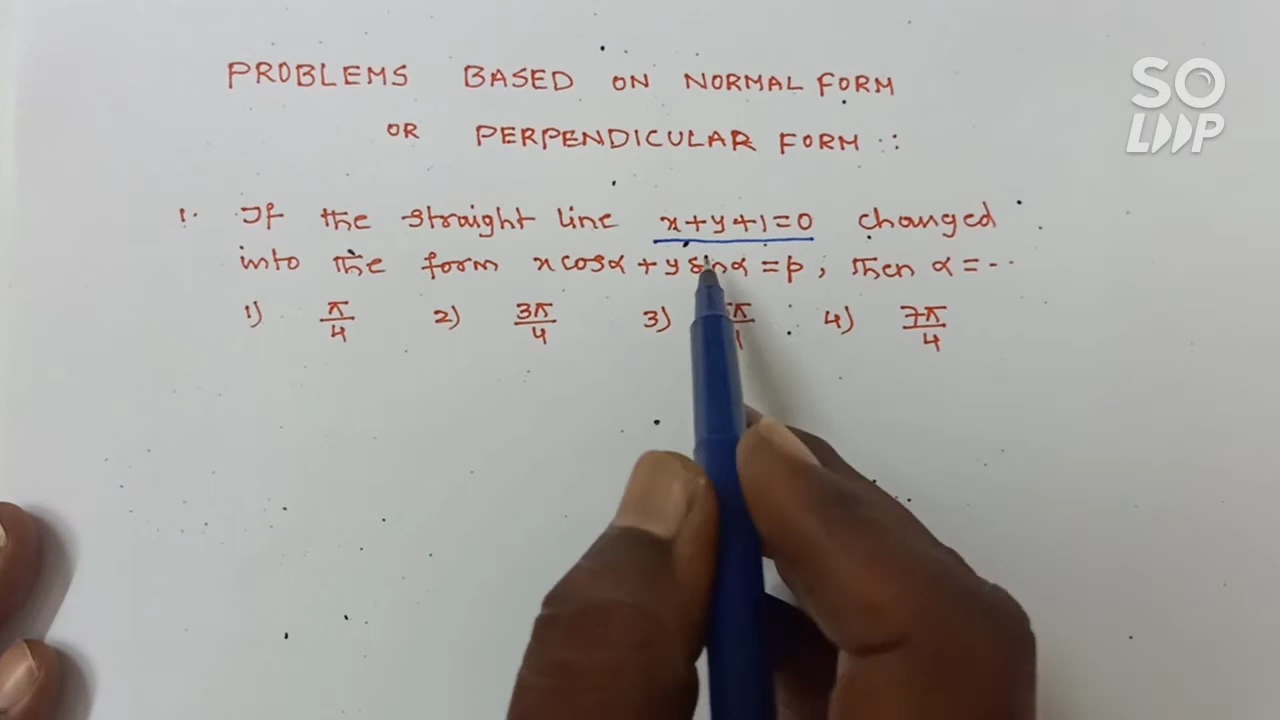 PROBLEMS BASED ON NORMAL FORM
OR PERPENDICULAR FORM :
SO
LOOP
1. If the straight line x+y+1=0 changed
into the form x cosα + y sinα = p, then α = --
1) π/4 2) 3π/4 3) 4) 7π/4